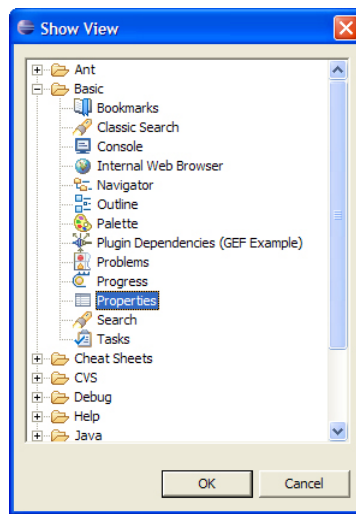 Show View
Ant
Basic
Bookmarks
Classic Search
Console
Internal Web Browser
Navigator
Outline
Palette
Plugin Dependencies (GEF Example)
Problems
Progress
Properties
Search
Tasks
Cheat Sheets
CVS
Debug
Help
Java
OK Cancel